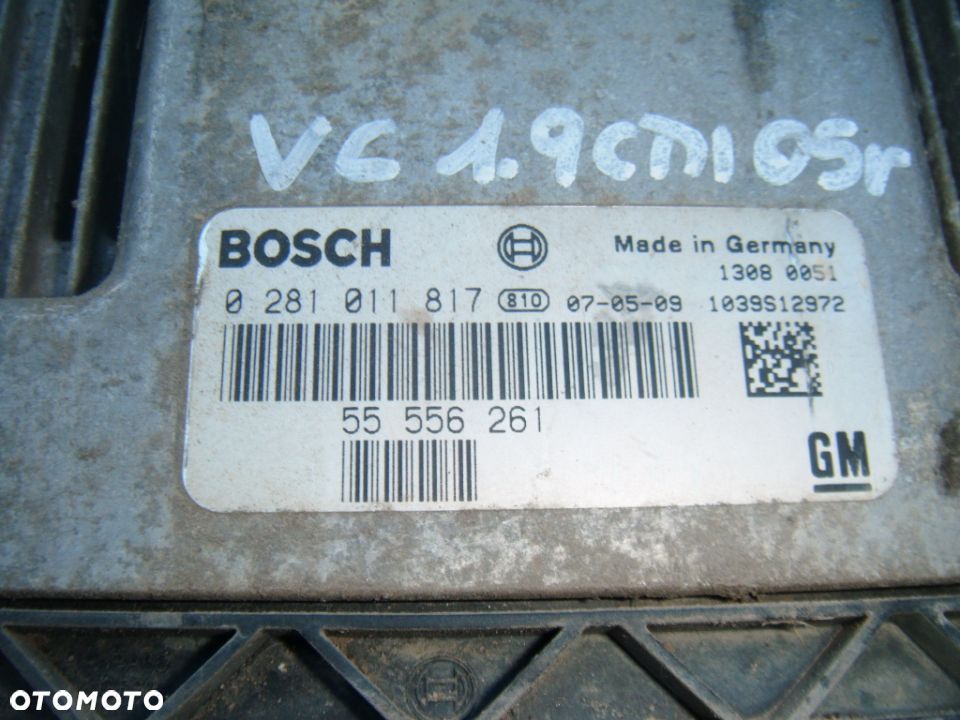 VC 1.9CDTI 05r
BOSCH Made in Germany
1308 0051
0 281 011 817 810 07-05-09 1039S12972
55 556 261
GM
OTOMOTO